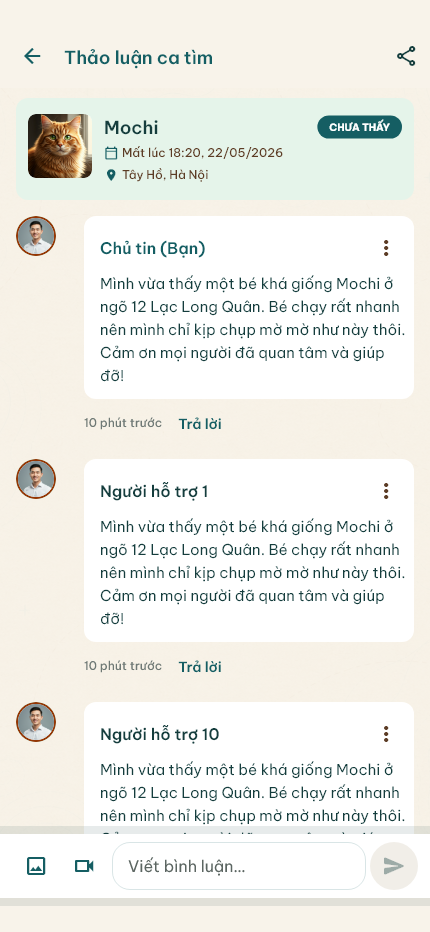 Thảo luận ca tìm
Mochi
CHƯA THẤY
Mất lúc 18:20, 22/05/2026
Tây Hồ, Hà Nội
Chủ tin (Bạn)
Mình vừa thấy một bé khá giống Mochi ở
ngõ 12 Lạc Long Quân. Bé chạy rất nhanh
nên mình chỉ kịp chụp mờ mờ như này thôi.
Cảm ơn mọi người đã quan tâm và giúp
đỡ!
10 phút trước Trả lời
Người hỗ trợ 1
Mình vừa thấy một bé khá giống Mochi ở
ngõ 12 Lạc Long Quân. Bé chạy rất nhanh
nên mình chỉ kịp chụp mờ mờ như này thôi.
Cảm ơn mọi người đã quan tâm và giúp
đỡ!
10 phút trước Trả lời
Người hỗ trợ 10
Mình vừa thấy một bé khá giống Mochi ở
ngõ 12 Lạc Long Quân. Bé chạy rất nhanh
nên mình chỉ kịp chụp mờ mờ như này thôi.
Viết bình luận...